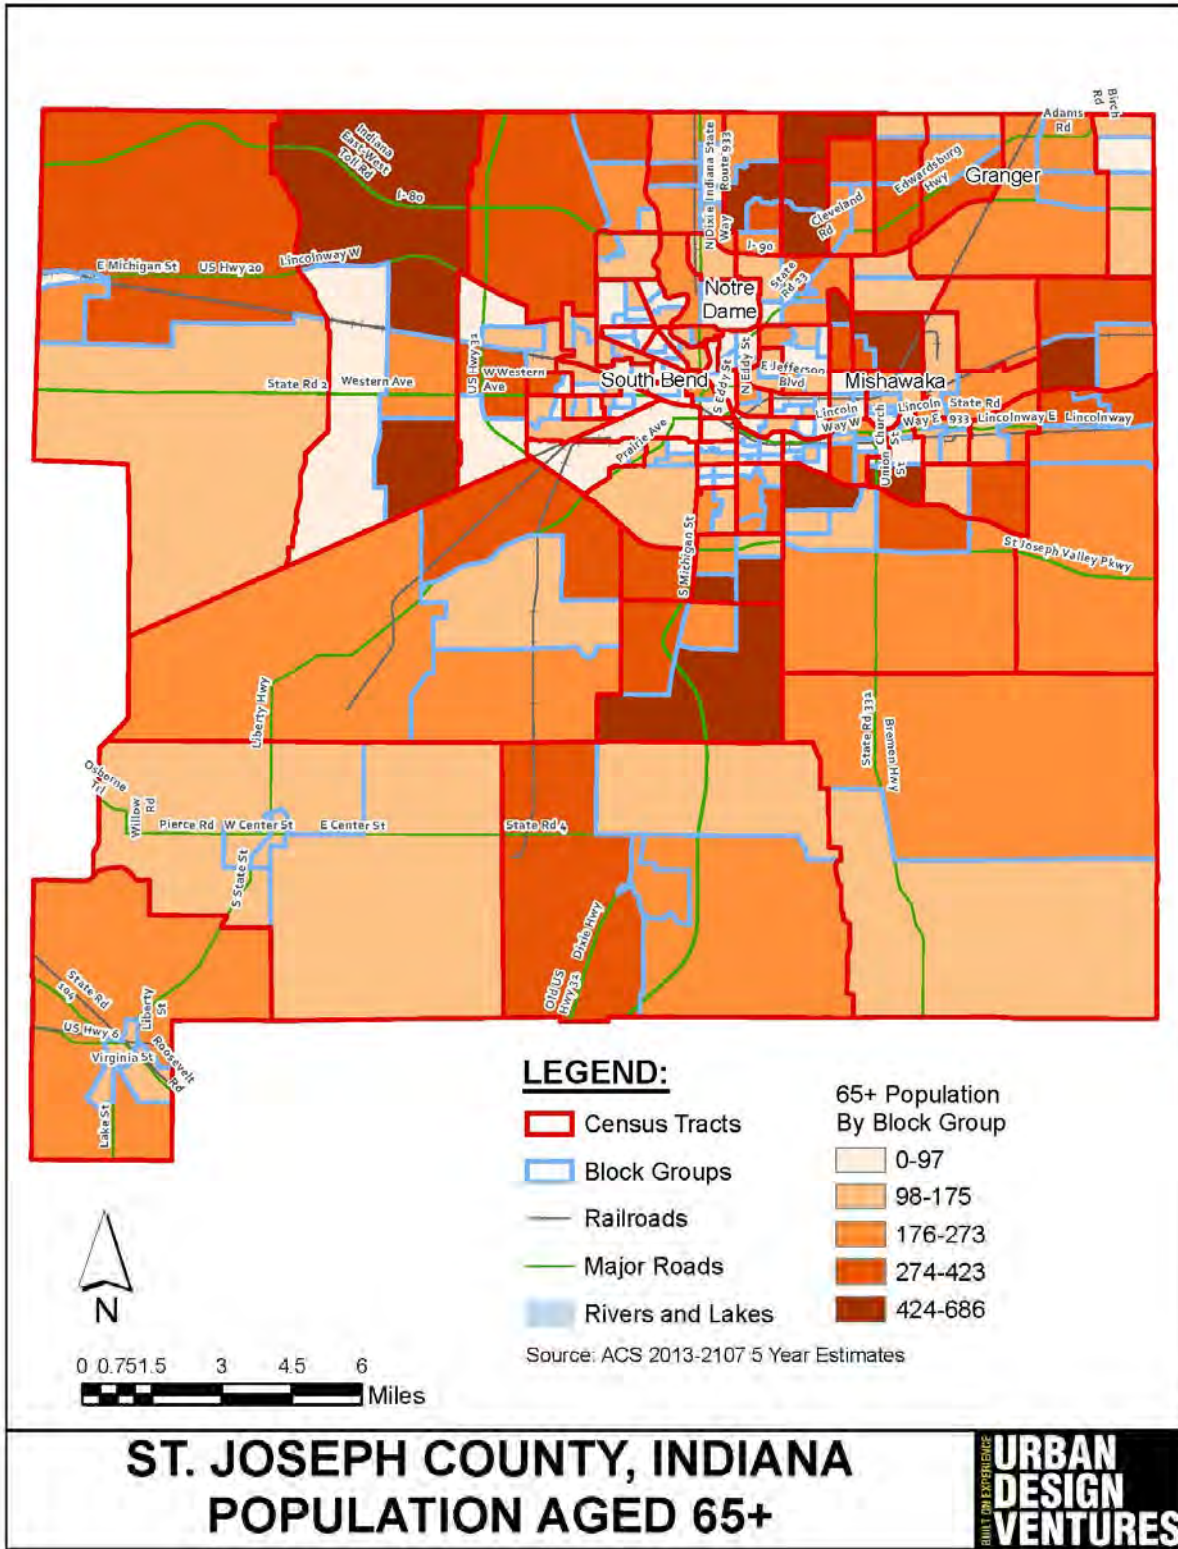 Birch
Rd
Adams
Rd
Indiana
East-West
Toll Rd
I- 80
N Dixie Indiana State
Way Route 933
Edwardsburg
Hwy
Granger
Cleveland
Rd
I- 90
State
Rd 23
E Michigan St
US Hwy 20
Lincolnway W
Notre
Dame
US Hwy 31
W Western
Ave
State Rd 2
Western Ave
South Bend
S Eddy St
N Eddy St
E Jefferson
Blvd
Mishawaka
Lincoln
Way W
Church
St
Union
St
Lincoln
Way E
State Rd
933
Lincolnway E
Lincolnway
Prairie Ave
S Michigan St
St Joseph Valley Pkwy
Liberty Hwy
State Rd 331
Bremen Hwy
Osborne
Trl
Willow
Rd
Pierce Rd
W Center St
E Center St
State Rd 4
S State St
Old US
Hwy 31
Dixie Hwy
State Rd
104
Liberty
St
US Hwy 6
Virginia St
Roosevelt
Rd
Lake St
LEGEND:
Census Tracts
Block Groups
Railroads
Major Roads
Rivers and Lakes
65+ Population
By Block Group
0-97
98-175
176-273
274-423
424-686
Source: ACS 2013-2107 5 Year Estimates
N
0 0.75 1.5 3 4.5 6
Miles
ST. JOSEPH COUNTY, INDIANA
POPULATION AGED 65+
BUILT ON EXPERIENCE
URBAN
DESIGN
VENTURES